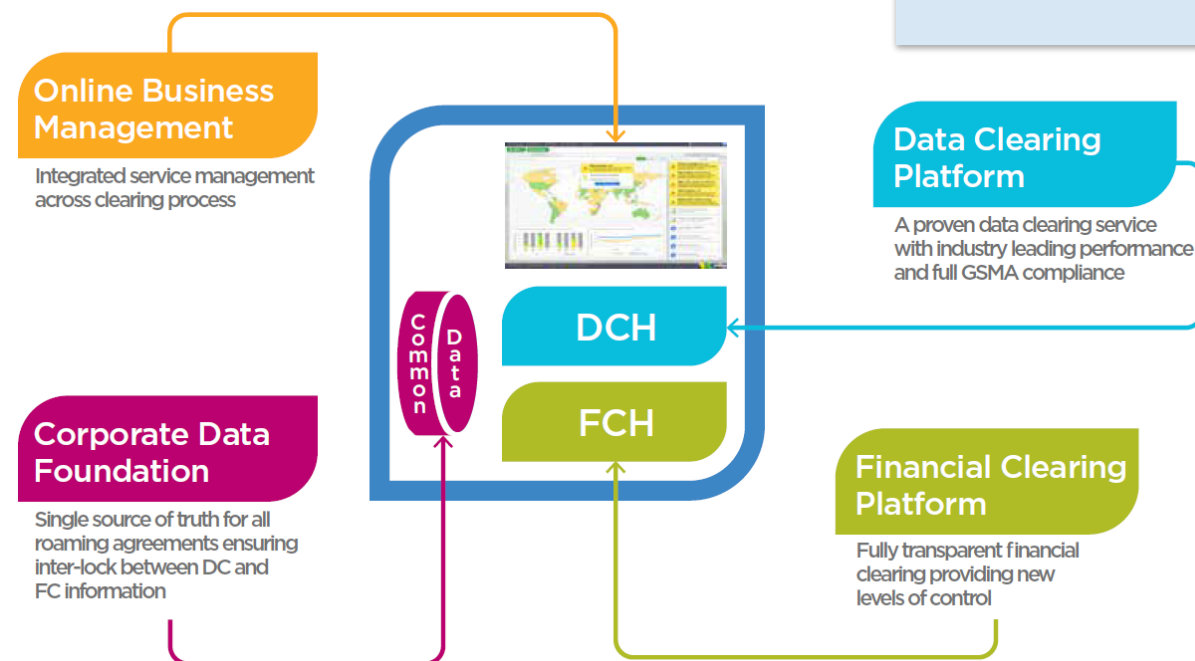 Online Business
Management
Integrated service management
across clearing process
Data Clearing
Platform
A proven data clearing service
with industry leading performance
and full GSMA compliance
Common
Data
DCH
FCH
Corporate Data
Foundation
Single source of truth for all
roaming agreements ensuring
inter-lock between DC and
FC information
Financial Clearing
Platform
Fully transparent financial
clearing providing new
levels of control